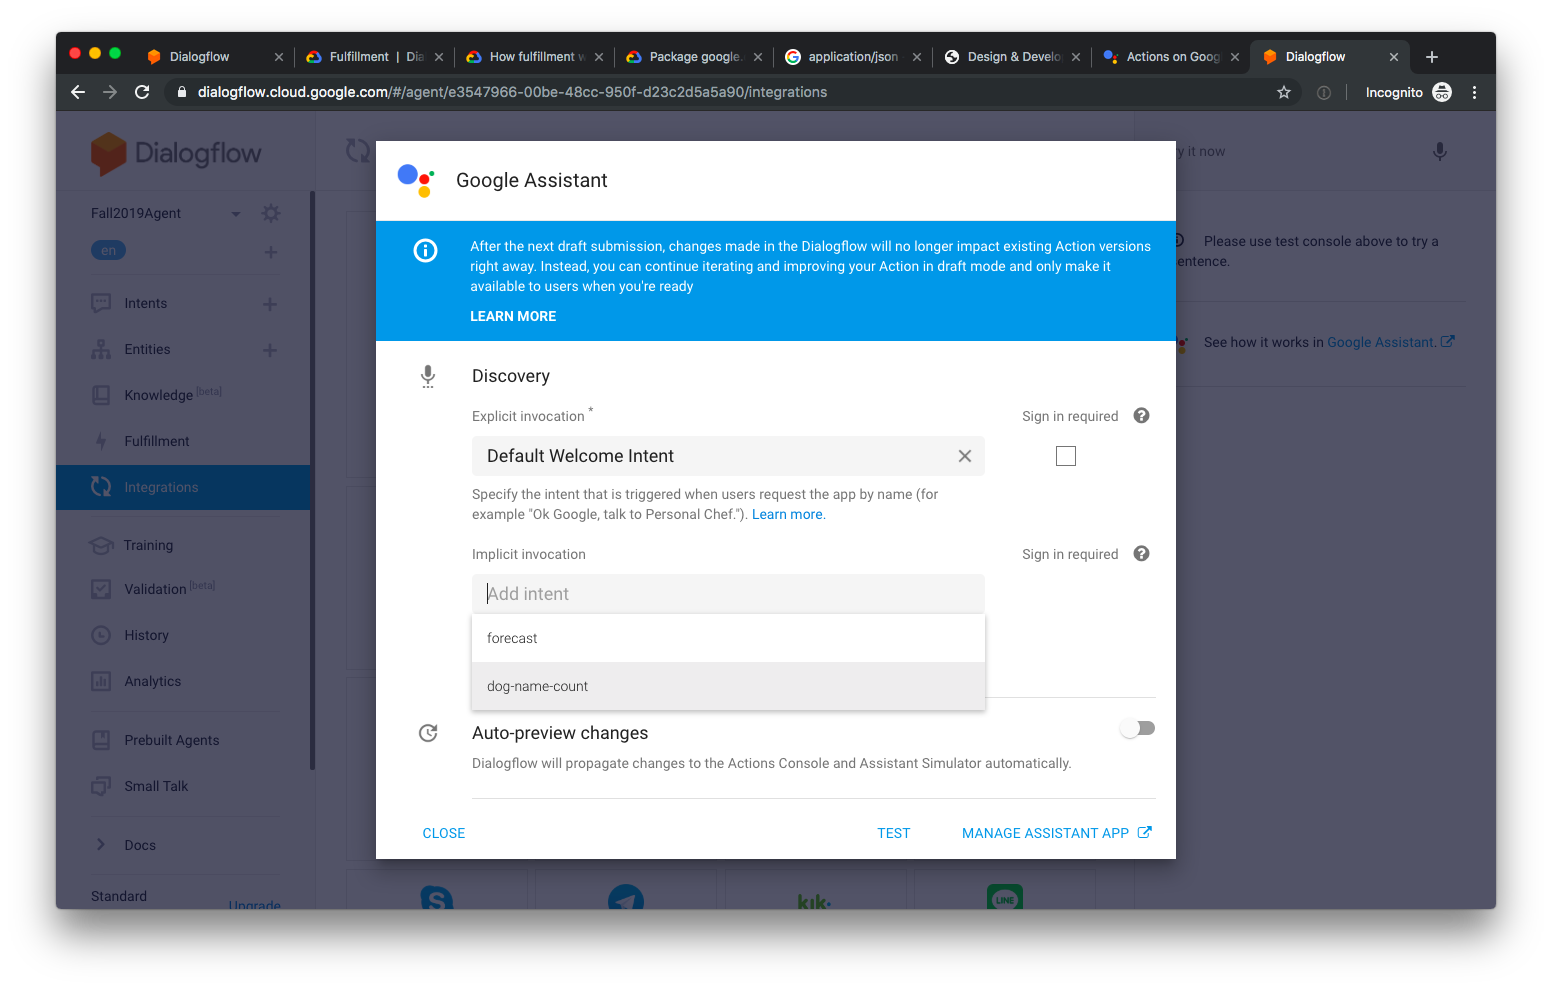 Dialogflow
Fulfillment | Dia
How fulfillment w
Package google.
application/json
Design & Develo
Actions on Goog
Dialogflow
dialogflow.cloud.google.com/#/agent/e3547966-00be-48cc-950f-d23c2d5a5a90/integrations
Incognito
Dialogflow
Fall2019Agent
en
Intents
Entities
Knowledge [beta]
Fulfillment
Integrations
Training
Validation [beta]
History
Analytics
Prebuilt Agents
Small Talk
Docs
Standard
Upgrade
Google Assistant
After the next draft submission, changes made in the Dialogflow will no longer impact existing Action versions
right away. Instead, you can continue iterating and improving your Action in draft mode and only make it
available to users when you're ready
LEARN MORE
Discovery
Explicit invocation *
Sign in required
Default Welcome Intent
Specify the intent that is triggered when users request the app by name (for
example "Ok Google, talk to Personal Chef."). Learn more.
Implicit invocation
Sign in required
Add intent
forecast
dog-name-count
Auto-preview changes
Dialogflow will propagate changes to the Actions Console and Assistant Simulator automatically.
CLOSE
TEST
MANAGE ASSISTANT APP
y it now
Please use test console above to try a
entence.
See how it works in Google Assistant.
S
kik
LINE